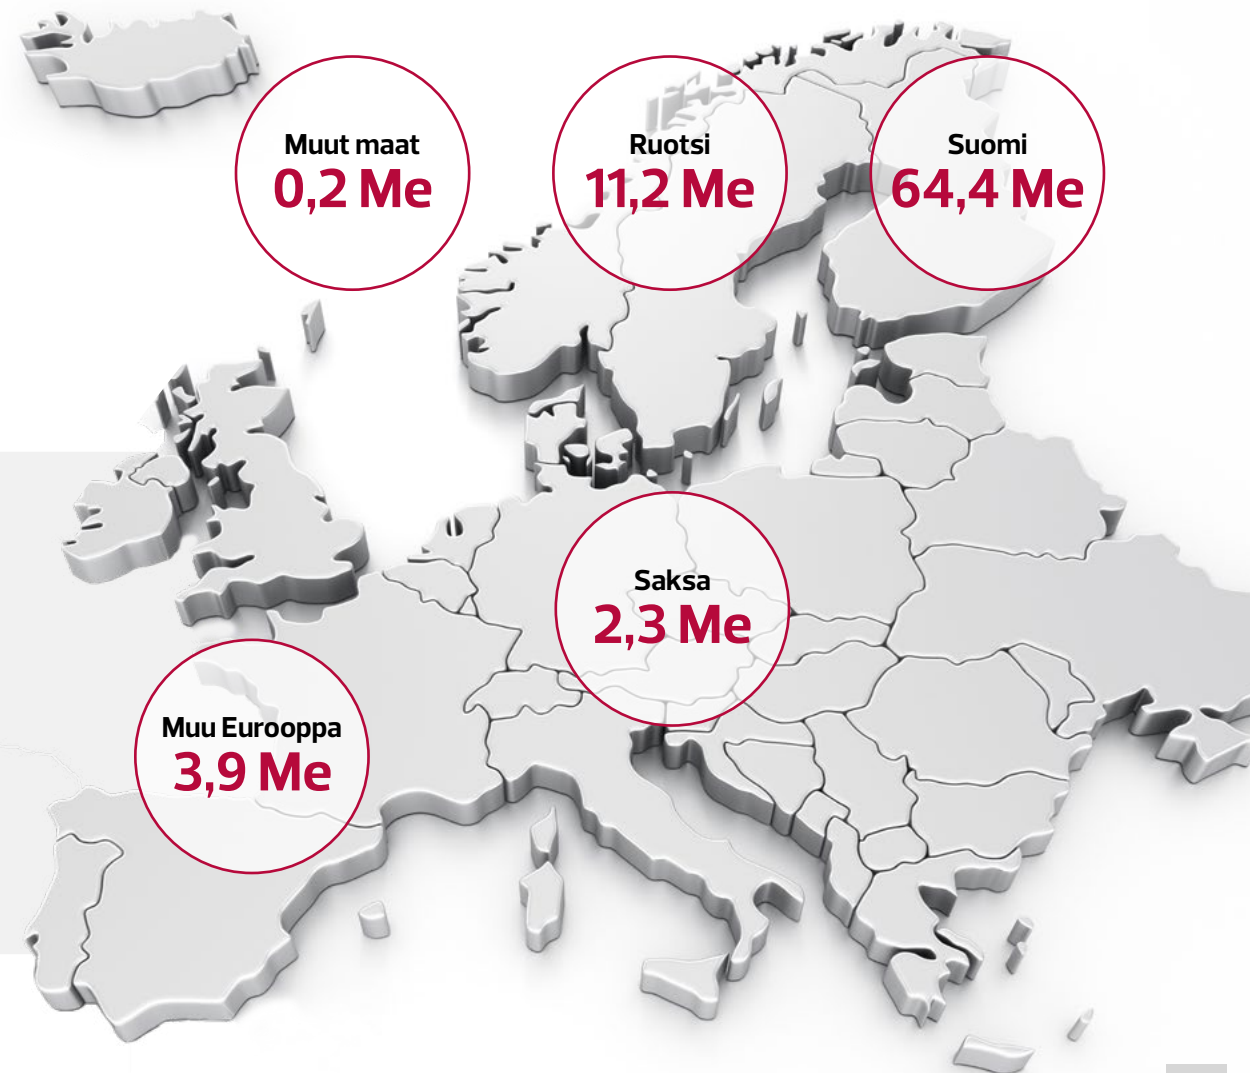 Muut maat
0,2 Me
Ruotsi
11,2 Me
Suomi
64,4 Me
Saksa
2,3 Me
Muu Eurooppa
3,9 Me